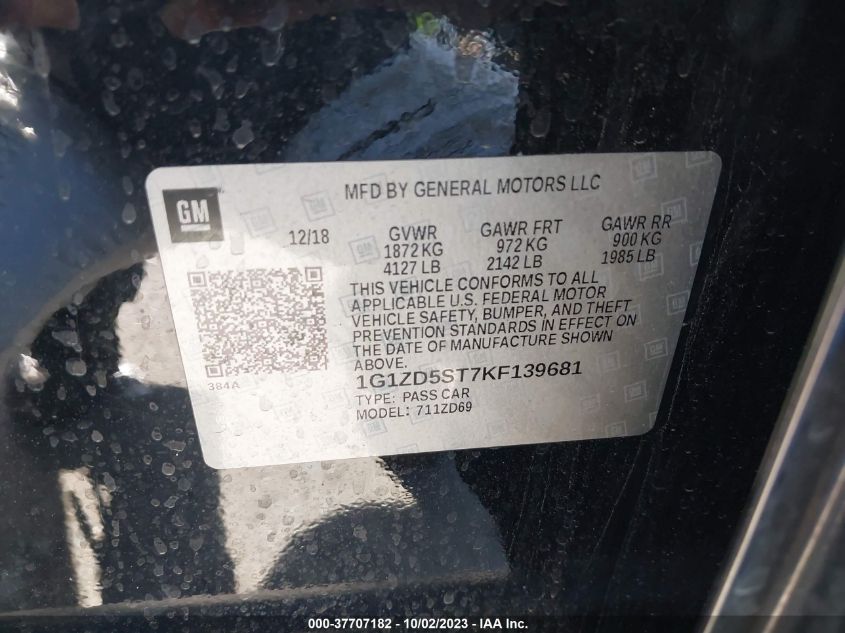 GM
MFD BY GENERAL MOTORS LLC
12/18
GVWR
1872 KG
4127 LB
GAWR FRT
972 KG
2142 LB
GAWR RR
900 KG
1985 LB
THIS VEHICLE CONFORMS TO ALL
APPLICABLE U.S. FEDERAL MOTOR
VEHICLE SAFETY, BUMPER, AND THEFT
PREVENTION STANDARDS IN EFFECT ON
THE DATE OF MANUFACTURE SHOWN
ABOVE.
384A
1G1ZD5ST7KF139681
TYPE: PASS CAR
MODEL: 711ZD69
000-37707182 - 10/02/2023 - IAA Inc.